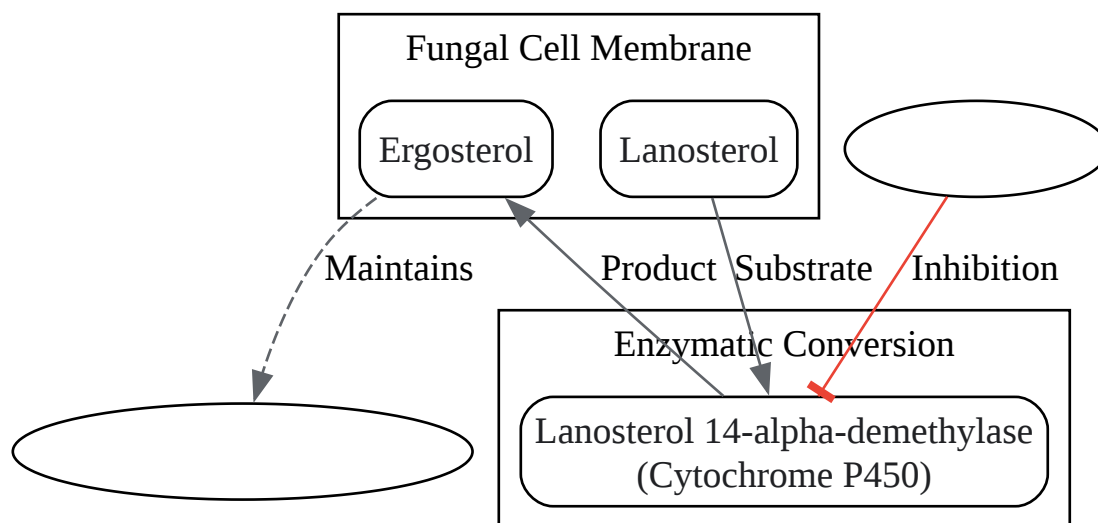 Fungal Cell Membrane
Ergosterol
Lanosterol
Maintains
Product
Substrate
Inhibition
Enzymatic Conversion
Lanosterol 14-alpha-demethylase
(Cytochrome P450)